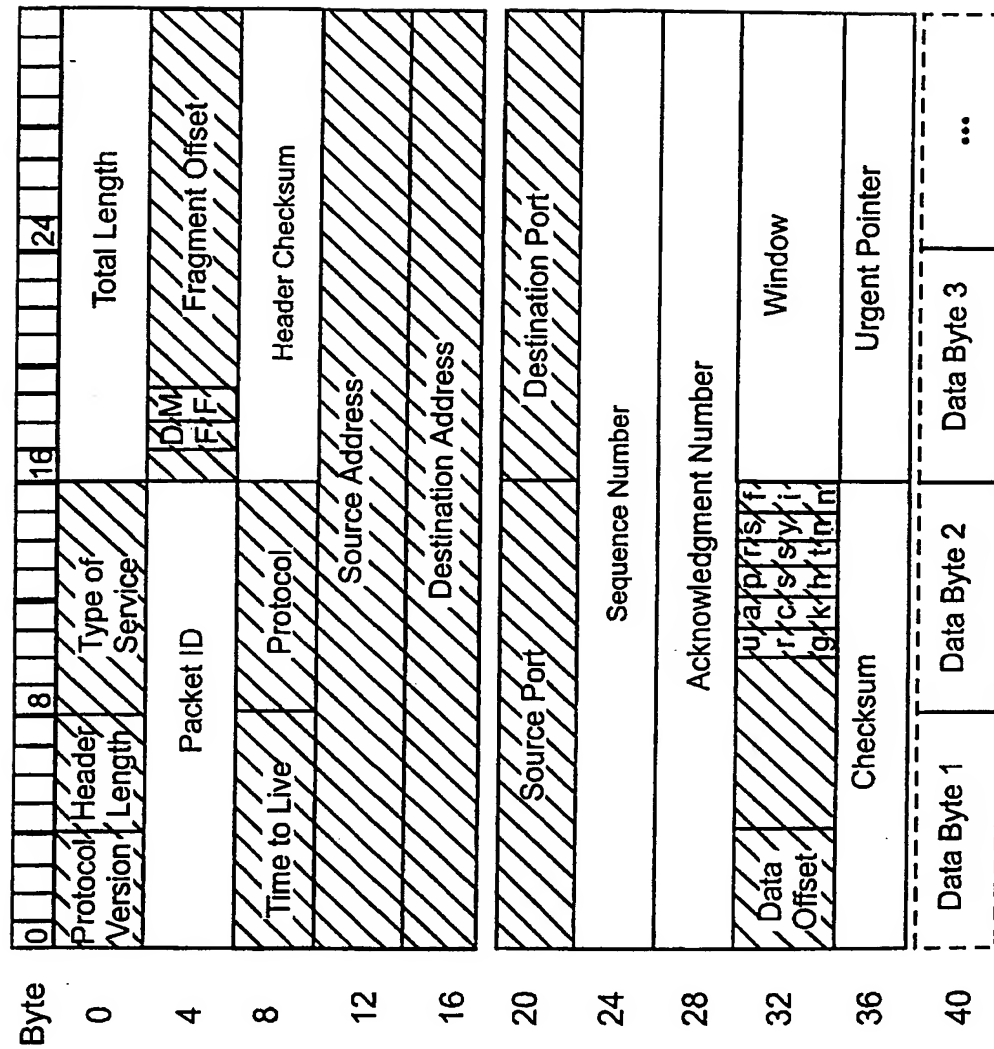 Byte
0
8
16
24
0
Protocol Version
Header Length
Type of Service
Total Length
4
Packet ID
D F
M F
Fragment Offset
8
Time to Live
Protocol
Header Checksum
12
Source Address
16
Destination Address
20
Source Port
Destination Port
24
Sequence Number
28
Acknowledgment Number
32
Data Offset
u r g
a c k
p s h
r s t
s y n
f i n
Window
36
Checksum
Urgent Pointer
40
Data Byte 1
Data Byte 2
Data Byte 3
...